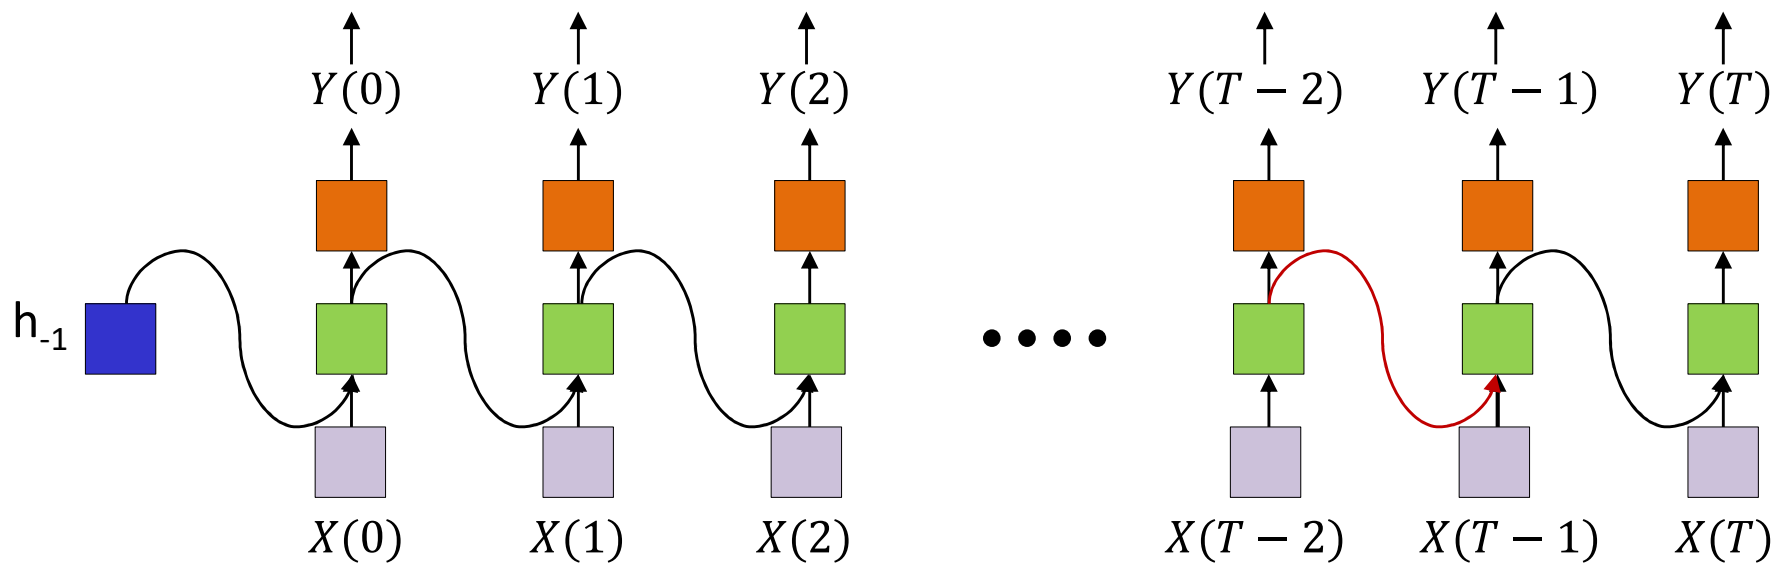 Y(0) Y(1) Y(2) Y(T − 2) Y(T − 1) Y(T)
h-1
X(0) X(1) X(2) X(T − 2) X(T − 1) X(T)